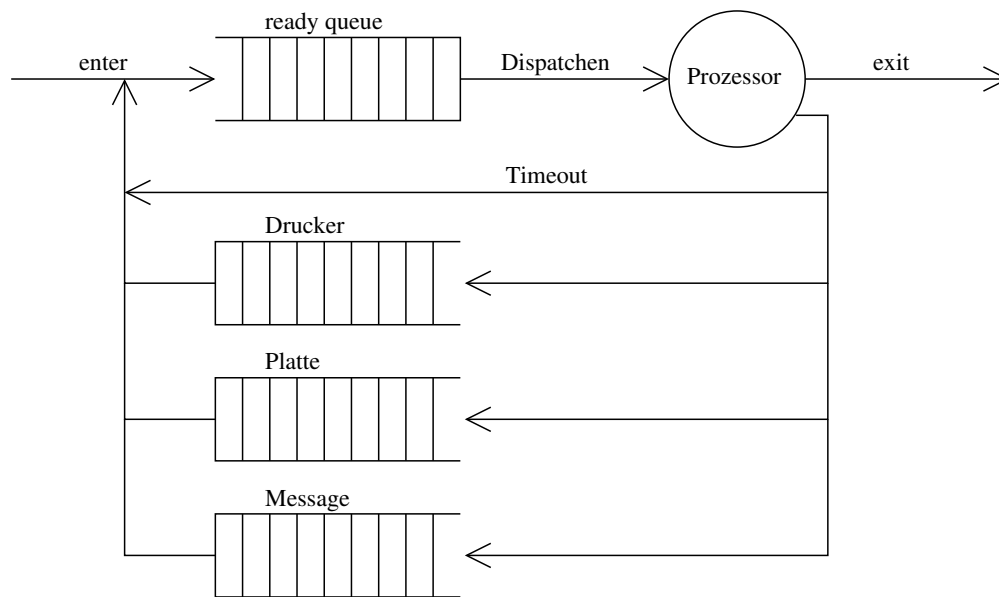 ready queue
enter
Dispatchen
Prozessor
exit
Timeout
Drucker
Platte
Message